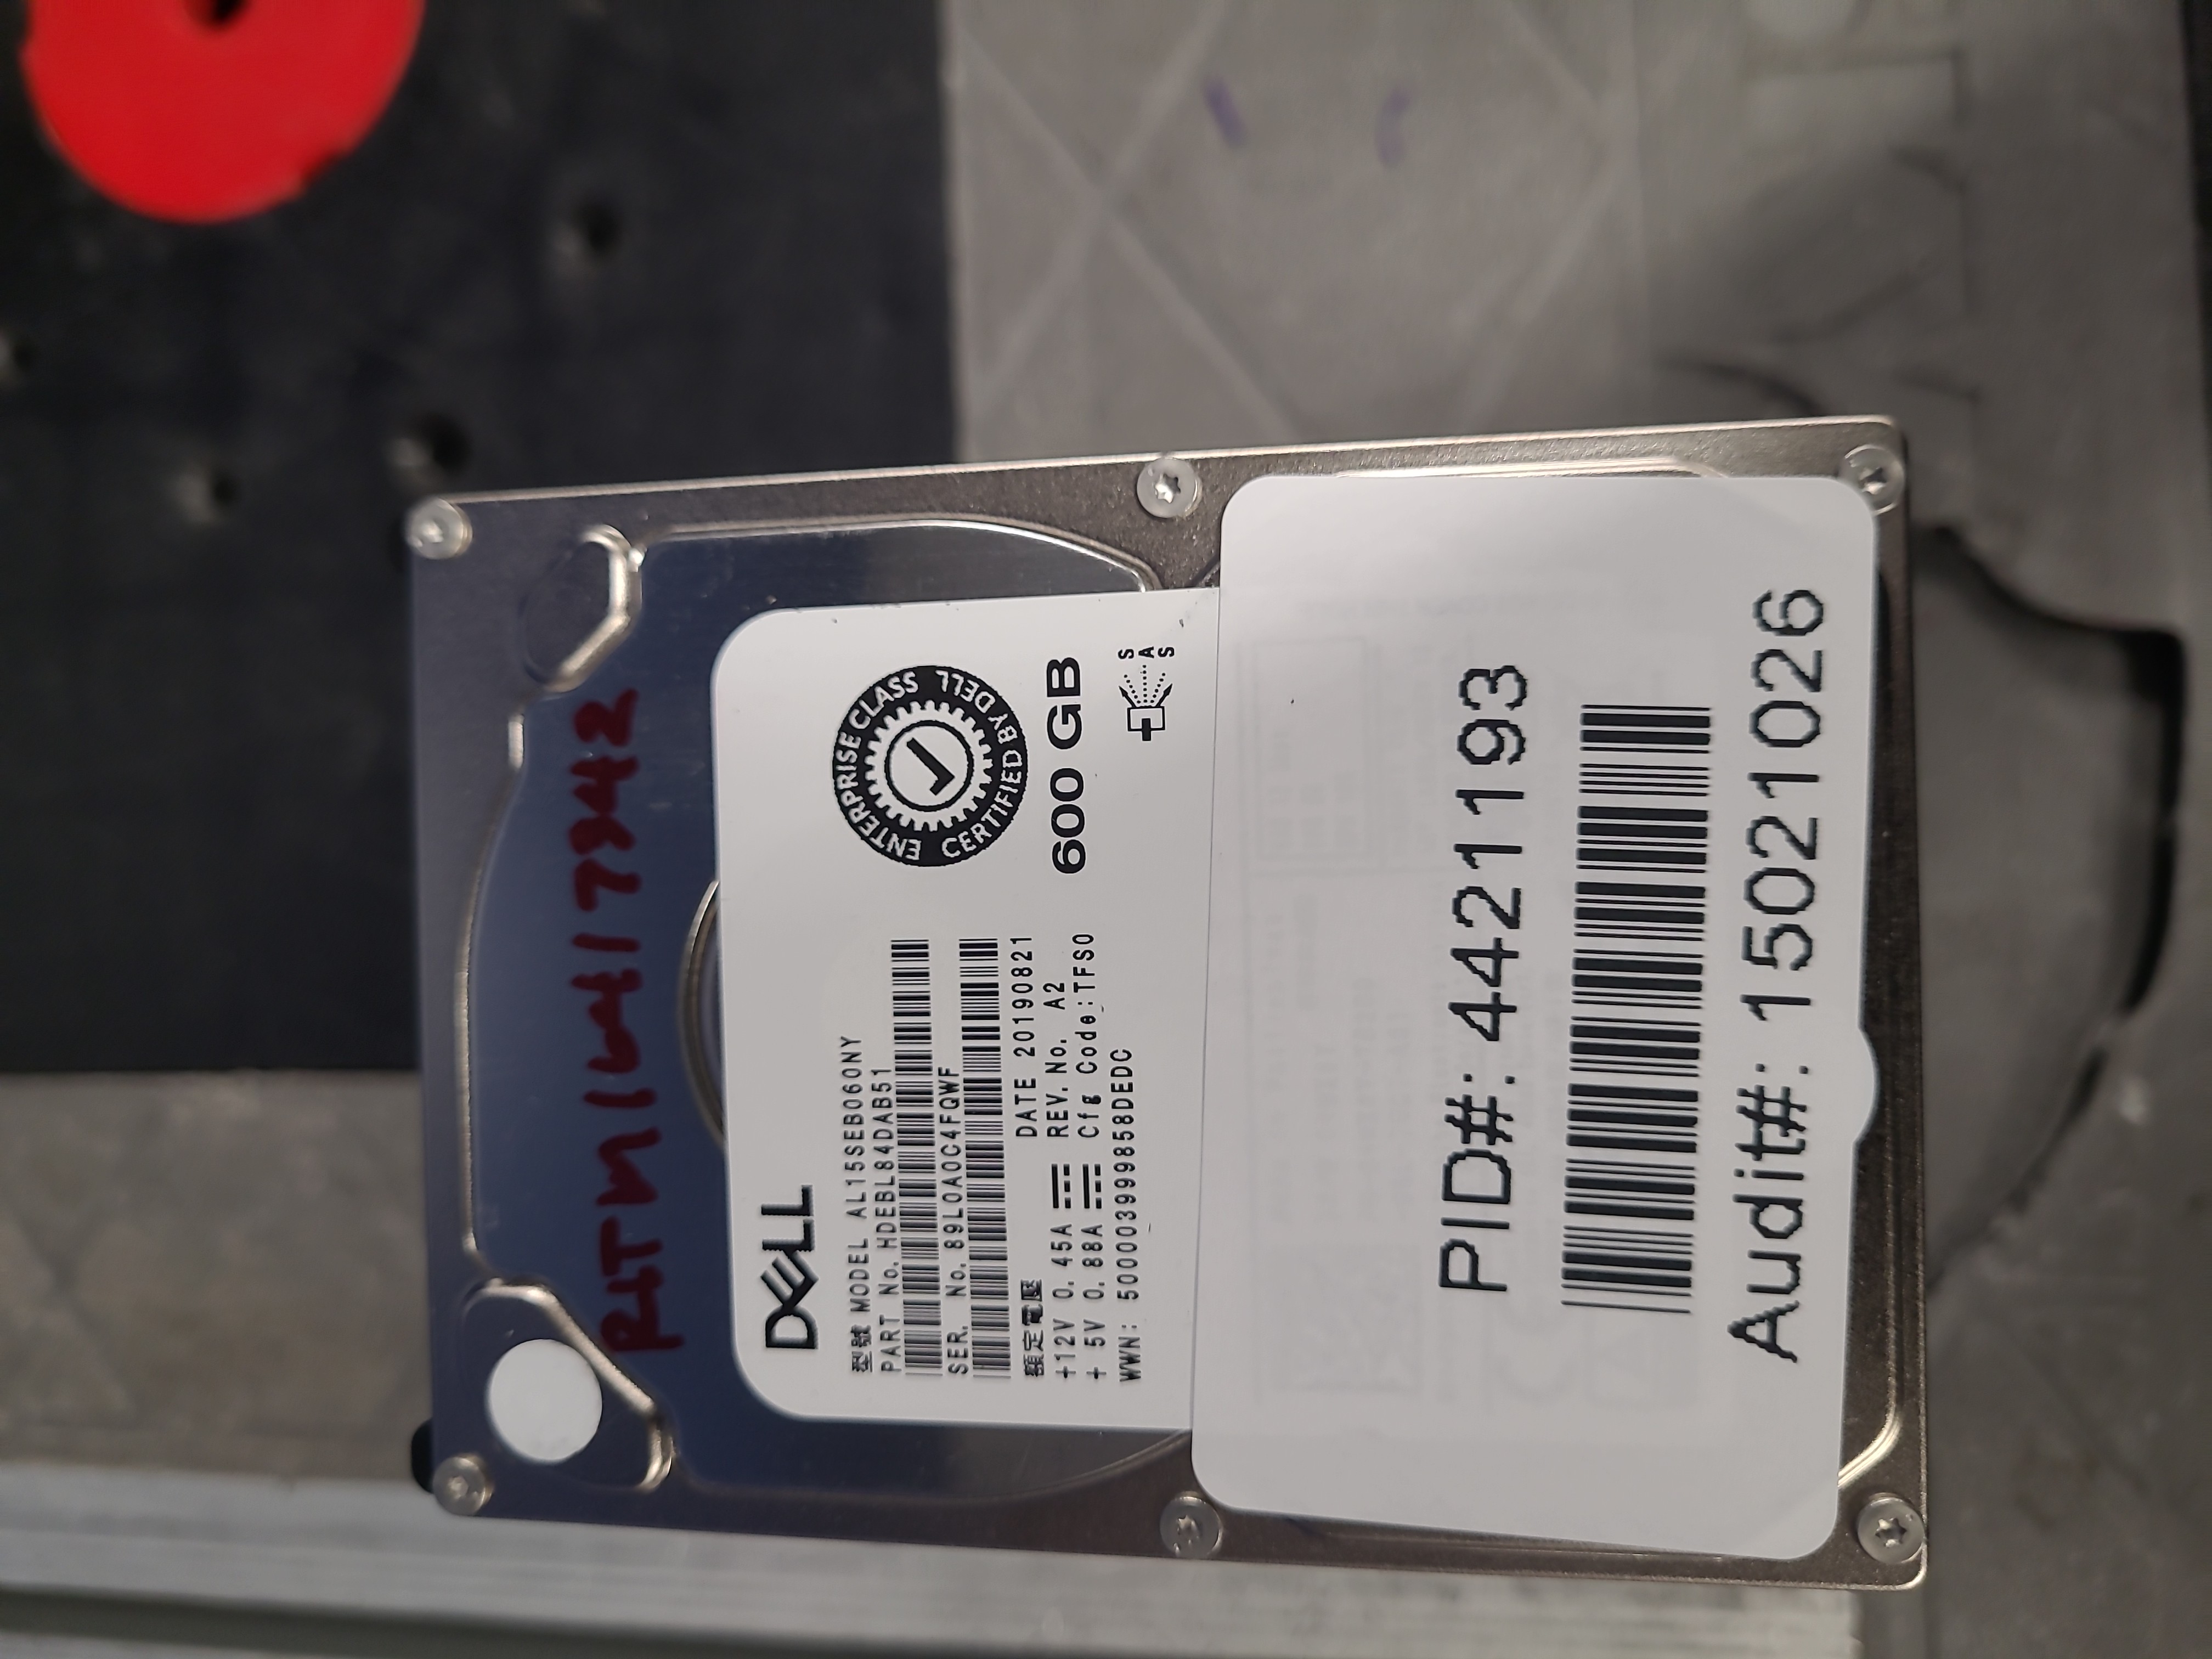 RITM16417342
DELL
型號 MODEL AL15SEB060NY
PART No. HDEBL84DAB51
SER. No. 89L0A0C4FQWF
額定電壓 DATE 20190821
+12V 0.45A REV. No. A2
+ 5V 0.88A Cfg Code:TFS0
WWN: 500003999858DEDC
ENTERPRISE CLASS
CERTIFIED BY DELL
600 GB
SAS
PID#: 4421193
Audit#: 15021026